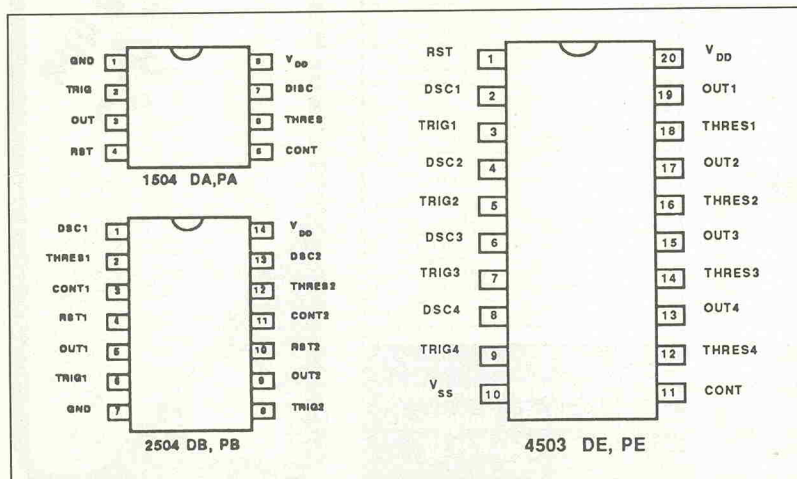 GND 1 8 V DD
TRIG 2 7 DISC
OUT 3 6 THRES
RST 4 5 CONT
1504 DA,PA
DSC1 1 14 V DD
THRES1 2 13 DSC2
CONT1 3 12 THRES2
RST1 4 11 CONT2
OUT1 5 10 RST2
TRIG1 6 9 OUT2
GND 7 8 TRIG2
2504 DB, PB
RST 1 20 V DD
DSC1 2 19 OUT1
TRIG1 3 18 THRES1
DSC2 4 17 OUT2
TRIG2 5 16 THRES2
DSC3 6 15 OUT3
TRIG3 7 14 THRES3
DSC4 8 13 OUT4
TRIG4 9 12 THRES4
V SS 10 11 CONT
4503 DE, PE